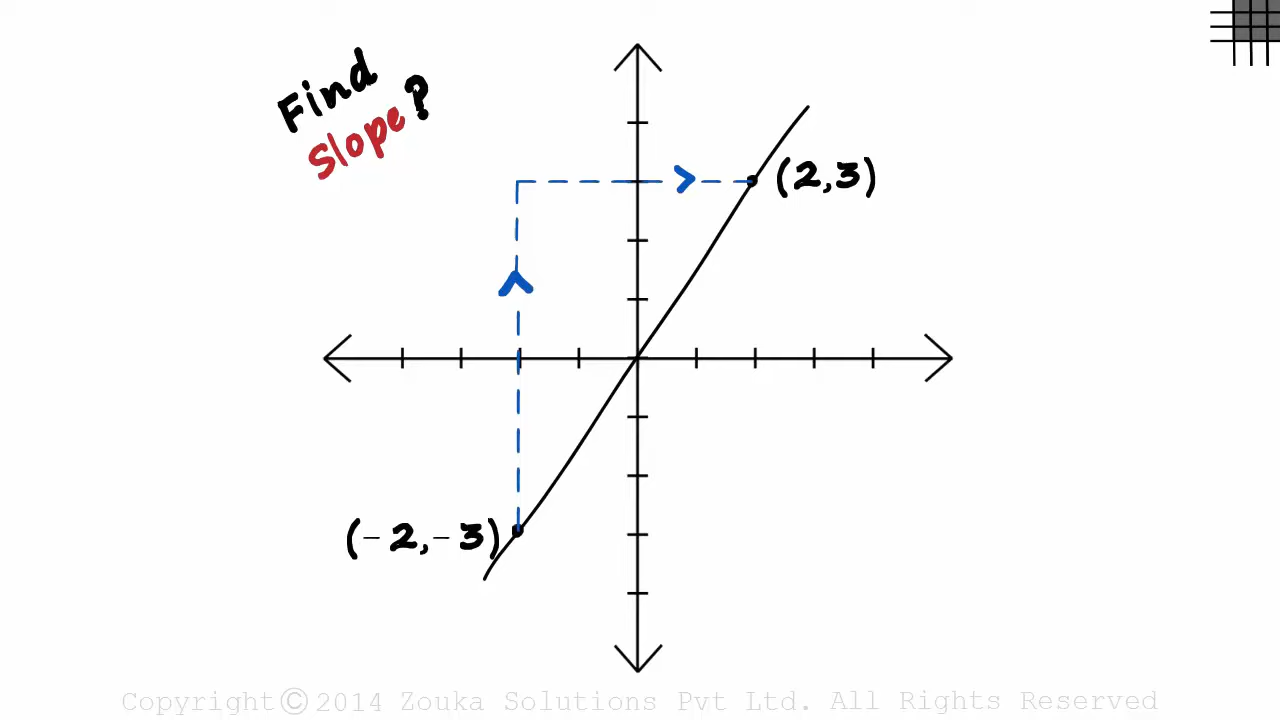 Find
Slope?
(2,3)
(-2,-3)
Copyright© 2014 Zouka Solutions Pvt Ltd. All Rights Reserved